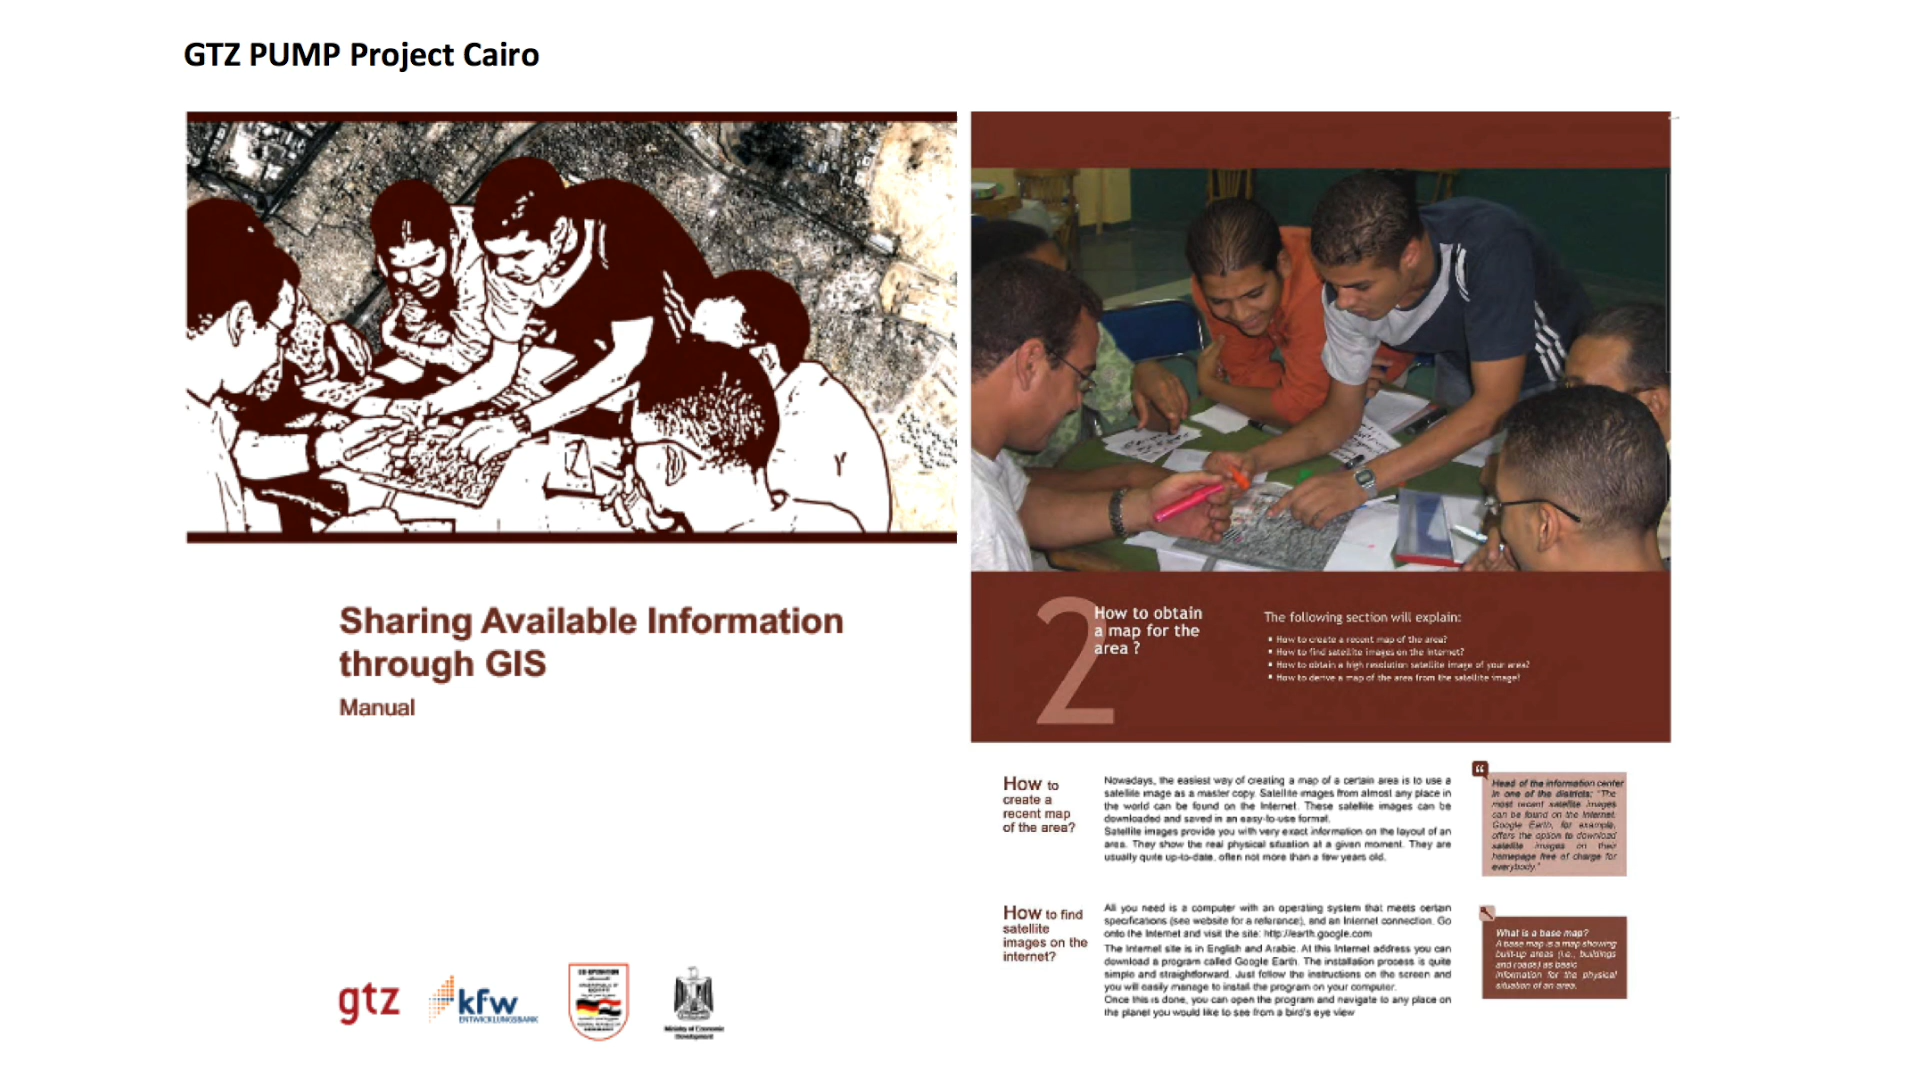 GTZ PUMP Project Cairo
Sharing Available Information
through GIS
Manual
gtz
kfw
ENTWICKLUNGSBANK
Ministry of Economic
Development
2
How to obtain
a map for the
area ?
The following section will explain:
▪ How to create a recent map of the area?
▪ How to find satellite images on the internet?
▪ How to obtain a high resolution satellite image of your area?
▪ How to derive a map of the area from the satellite image?
How to
create a
recent map
of the area?
Nowadays, the easiest way of creating a map of a certain area is to use a
satellite image as a master copy. Satellite images from almost any place in
the world can be found on the Internet. These satellite images can be
downloaded and saved in an easy-to-use format.
Satellite images provide you with very exact information on the layout of an
area. They show the real physical situation at a given moment. They are
usually quite up-to-date, often not more than a few years old.
Head of the information center
in one of the districts: "The
most recent satellite images
can be found on the Internet.
Google Earth, for example,
offers the option to download
satellite images on their
homepage free of charge for
everybody."
How to find
satellite
images on the
internet?
All you need is a computer with an operating system that meets certain
specifications (see website for a reference), and an Internet connection. Go
onto the Internet and visit the site: http://earth.google.com
The Internet site is in English and Arabic. At this Internet address you can
download a program called Google Earth. The installation process is quite
simple and straightforward. Just follow the instructions on the screen and
you will easily manage to install the program on your computer.
Once this is done, you can open the program and navigate to any place on
the planet you would like to see from a bird's eye view
What is a base map?
A base map is a map showing
built-up areas (i.e., buildings
and roads) as basic
information for the physical
situation of an area.